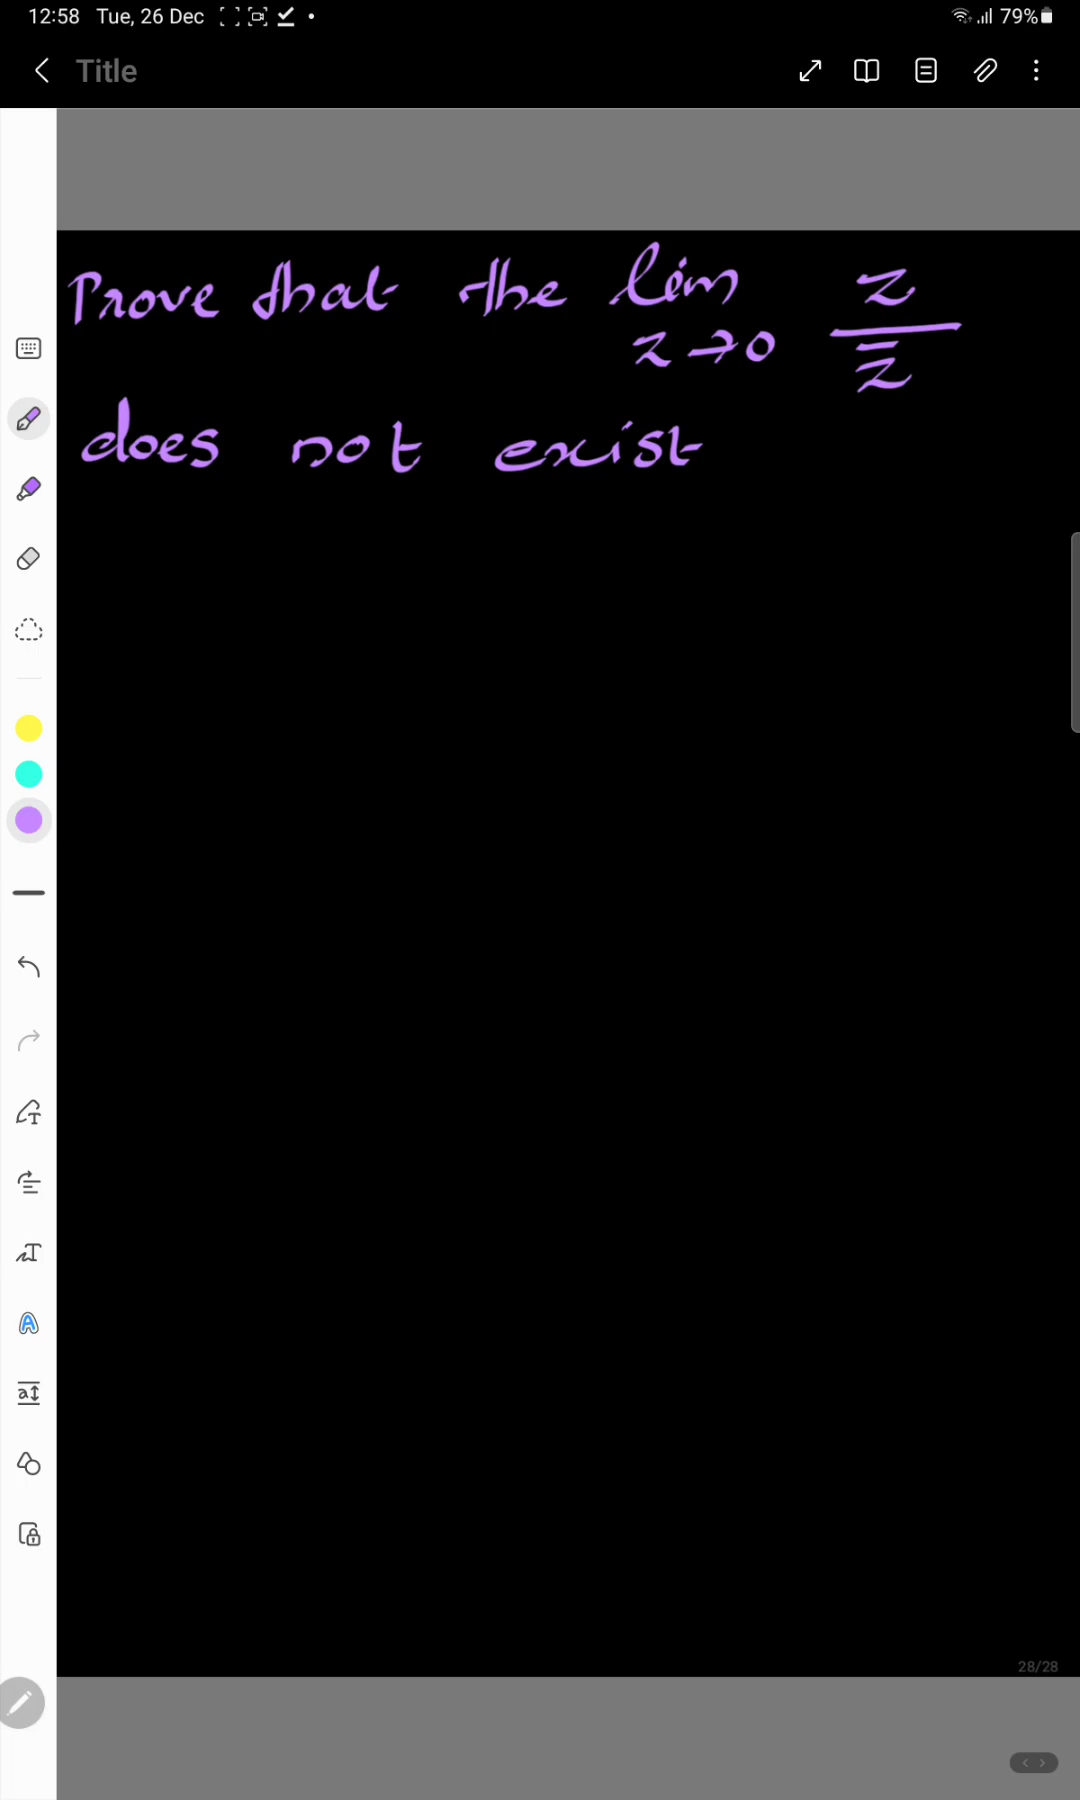 12:58 Tue, 26 Dec 79%
Title
Prove that the lim z/z̅
z→0
does not exist
28/28